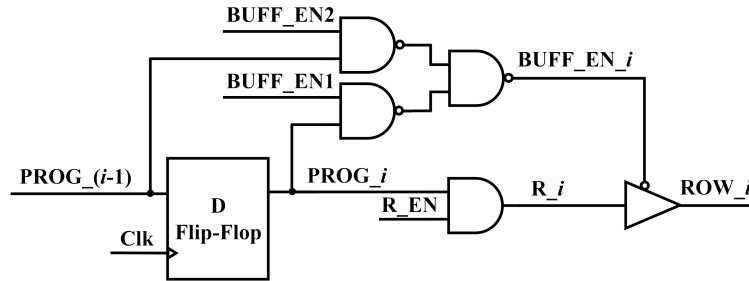 BUFF_EN2
BUFF_EN1
BUFF_EN_i
PROG_(i-1)
D
Flip-Flop
PROG_i
R_EN
R_i
ROW_i
Clk